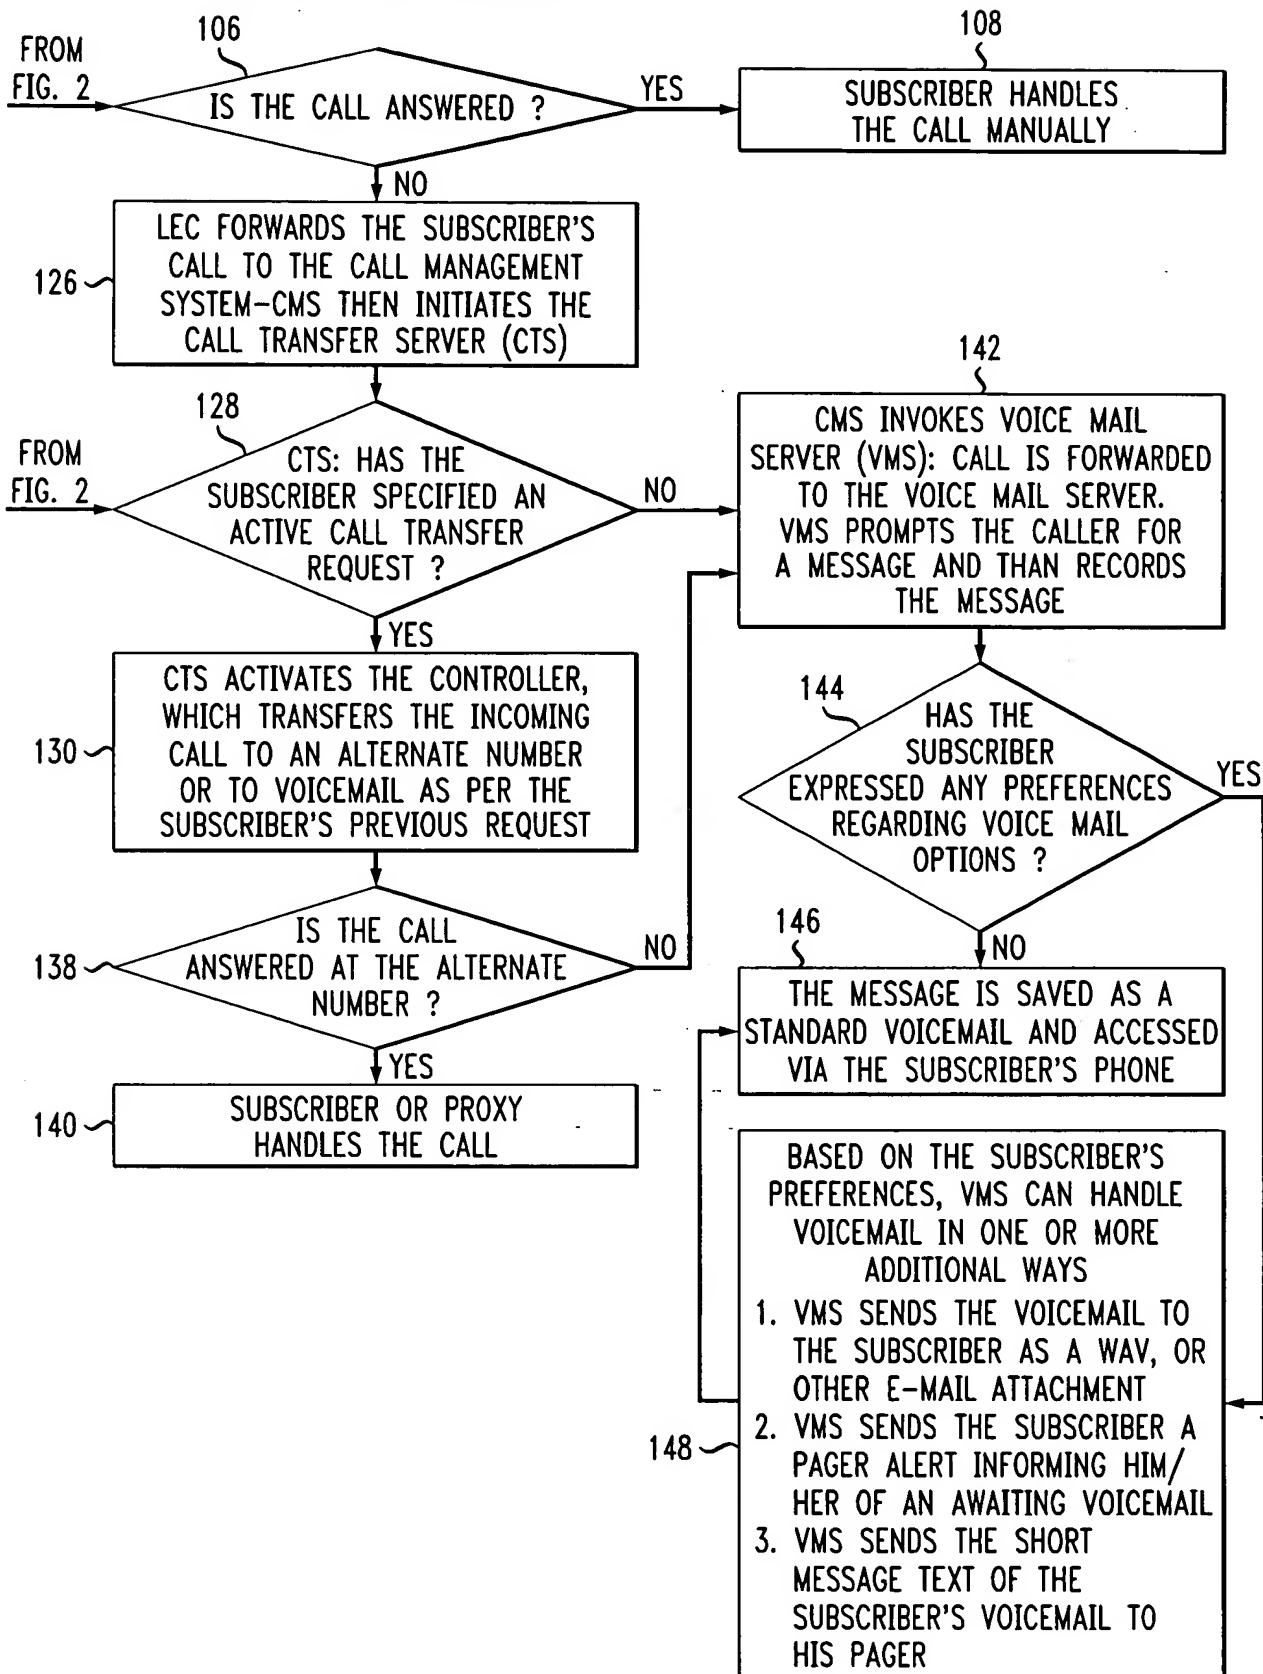 106
FROM
FIG. 2
IS THE CALL ANSWERED ?
YES
108
SUBSCRIBER HANDLES
THE CALL MANUALLY
NO
126
LEC FORWARDS THE SUBSCRIBER'S
CALL TO THE CALL MANAGEMENT
SYSTEM-CMS THEN INITIATES THE
CALL TRANSFER SERVER (CTS)
128
FROM
FIG. 2
CTS: HAS THE
SUBSCRIBER SPECIFIED AN
ACTIVE CALL TRANSFER
REQUEST ?
NO
YES
130
CTS ACTIVATES THE CONTROLLER,
WHICH TRANSFERS THE INCOMING
CALL TO AN ALTERNATE NUMBER
OR TO VOICEMAIL AS PER THE
SUBSCRIBER'S PREVIOUS REQUEST
138
IS THE CALL
ANSWERED AT THE ALTERNATE
NUMBER ?
NO
YES
140
SUBSCRIBER OR PROXY
HANDLES THE CALL
142
CMS INVOKES VOICE MAIL
SERVER (VMS): CALL IS FORWARDED
TO THE VOICE MAIL SERVER.
VMS PROMPTS THE CALLER FOR
A MESSAGE AND THAN RECORDS
THE MESSAGE
144
HAS THE
SUBSCRIBER
EXPRESSED ANY PREFERENCES
REGARDING VOICE MAIL
OPTIONS ?
YES
NO
146
THE MESSAGE IS SAVED AS A
STANDARD VOICEMAIL AND ACCESSED
VIA THE SUBSCRIBER'S PHONE
148
BASED ON THE SUBSCRIBER'S
PREFERENCES, VMS CAN HANDLE
VOICEMAIL IN ONE OR MORE
ADDITIONAL WAYS
1. VMS SENDS THE VOICEMAIL TO
THE SUBSCRIBER AS A WAV, OR
OTHER E-MAIL ATTACHMENT
2. VMS SENDS THE SUBSCRIBER A
PAGER ALERT INFORMING HIM/
HER OF AN AWAITING VOICEMAIL
3. VMS SENDS THE SHORT
MESSAGE TEXT OF THE
SUBSCRIBER'S VOICEMAIL TO
HIS PAGER